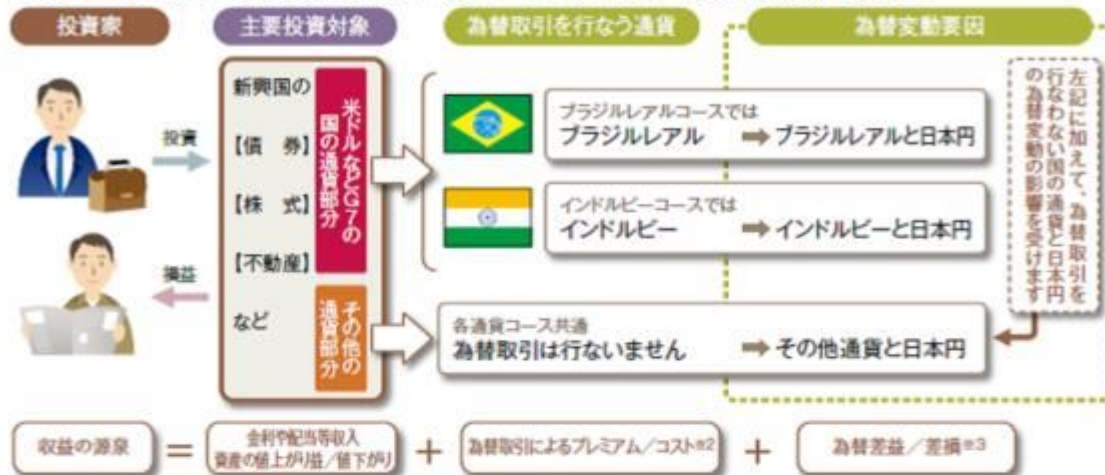 投資家
主要投資対象
為替取引を行なう通貨
為替変動要因
投資
損益
新興国の
【債 券】
【株 式】
【不動産】
など
米ドルなどG7の
国の通貨部分
その他の
通貨部分
ブラジルレアルコースでは
ブラジルレアル
ブラジルレアルと日本円
インドルピーコースでは
インドルピー
インドルピーと日本円
各通貨コース共通
為替取引は行ないません
その他通貨と日本円
左記に加えて、為替取引を
行なわない国の通貨と日本円
の為替変動の影響を受けます
収益の源泉
=
金利や配当等収入
資産の値上がり益/値下がり
+
為替取引によるプレミアム/コスト※2
+
為替差益/差損※3